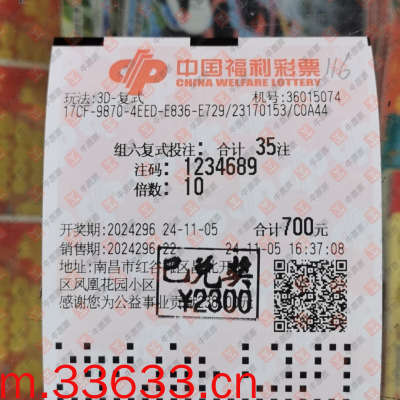 中国福利彩票
CHINA WELFARE LOTTERY
116
玩法:3D-复式 机号:36015074
17CF-9870-4EED-E836-E729/23170153/C0A44
组六复式投注: 合计 35注
注码: 1234689
倍数: 10
开奖期:2024296 24-11-05 合计700元
销售期:2024296-22 24-11-05 16:37:08
地址:南昌市红谷
区凤凰花园小区
感谢您为公益事业贡
已兑奖
¥2300
m.33633.cn